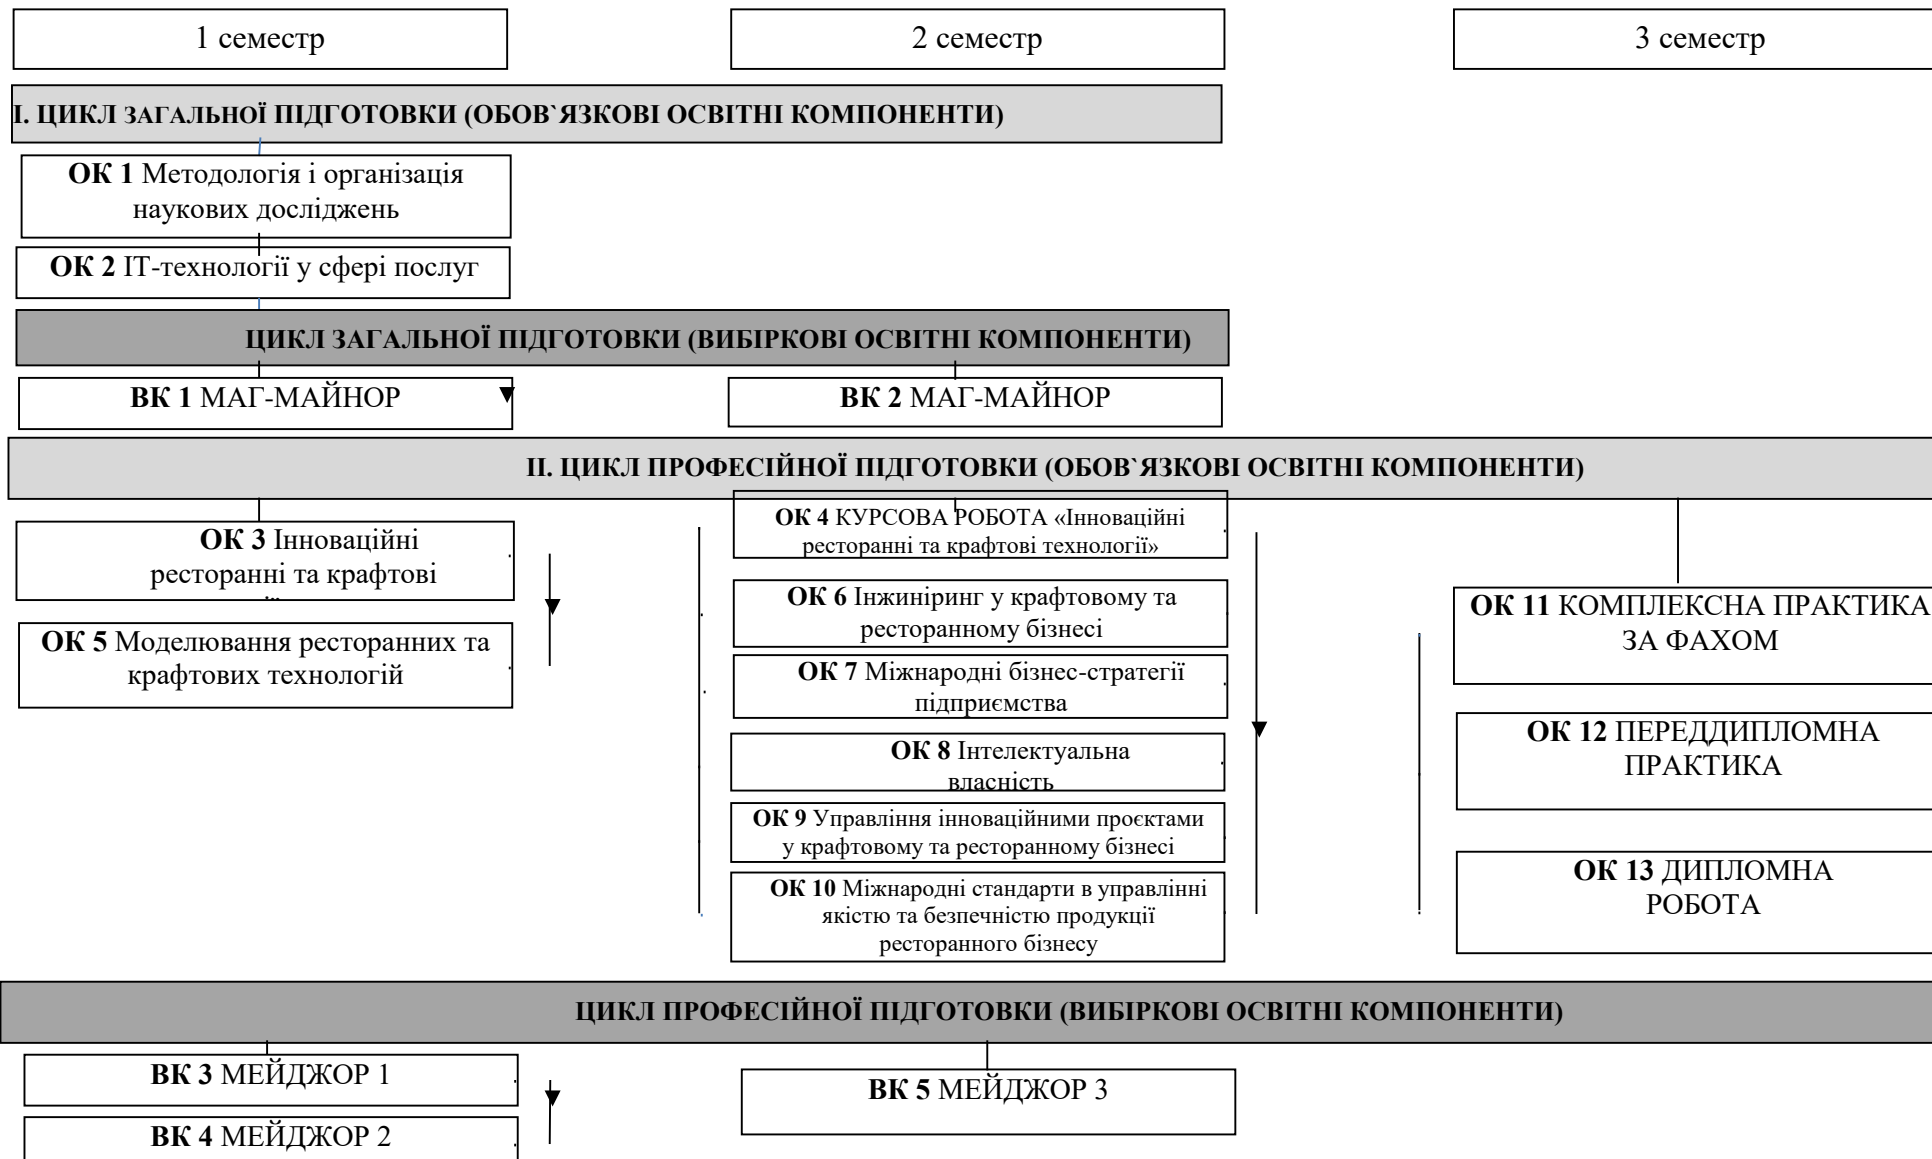 1 семестр
2 семестр
3 семестр
І. ЦИКЛ ЗАГАЛЬНОЇ ПІДГОТОВКИ (ОБОВ`ЯЗКОВІ ОСВІТНІ КОМПОНЕНТИ)
ОК 1 Методологія і організація
наукових досліджень
ОК 2 ІТ-технології у сфері послуг
ЦИКЛ ЗАГАЛЬНОЇ ПІДГОТОВКИ (ВИБІРКОВІ ОСВІТНІ КОМПОНЕНТИ)
ВК 1 МАГ-МАЙНОР
ВК 2 МАГ-МАЙНОР
ІІ. ЦИКЛ ПРОФЕСІЙНОЇ ПІДГОТОВКИ (ОБОВ`ЯЗКОВІ ОСВІТНІ КОМПОНЕНТИ)
ОК 3 Інноваційні
ресторанні та крафтові
ОК 5 Моделювання ресторанних та
крафтових технологій
ОК 4 КУРСОВА РОБОТА «Інноваційні
ресторанні та крафтові технології»
ОК 6 Інжиніринг у крафтовому та
ресторанному бізнесі
ОК 7 Міжнародні бізнес-стратегії
підприємства
ОК 8 Інтелектуальна
власність
ОК 9 Управління інноваційними проєктами
у крафтовому та ресторанному бізнесі
ОК 10 Міжнародні стандарти в управлінні
якістю та безпечністю продукції
ресторанного бізнесу
ОК 11 КОМПЛЕКСНА ПРАКТИКА
ЗА ФАХОМ
ОК 12 ПЕРЕДДИПЛОМНА
ПРАКТИКА
ОК 13 ДИПЛОМНА
РОБОТА
ЦИКЛ ПРОФЕСІЙНОЇ ПІДГОТОВКИ (ВИБІРКОВІ ОСВІТНІ КОМПОНЕНТИ)
ВК 3 МЕЙДЖОР 1
ВК 4 МЕЙДЖОР 2
ВК 5 МЕЙДЖОР 3